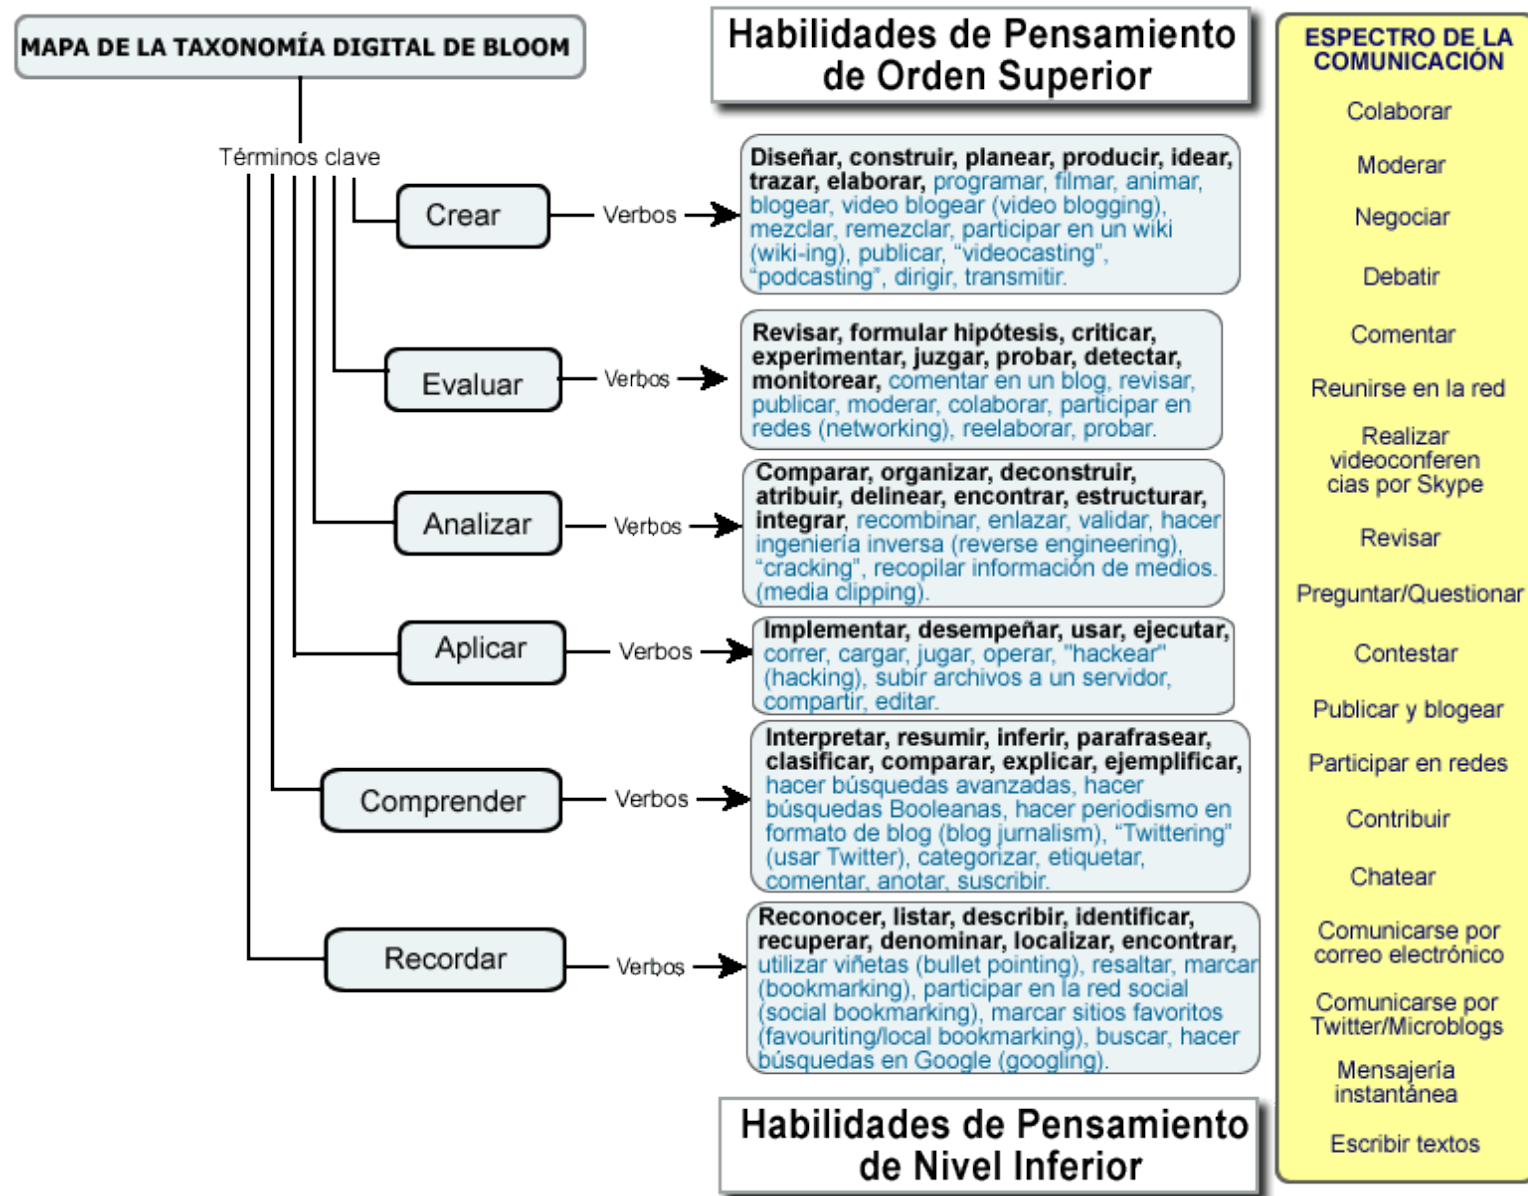 MAPA DE LA TAXONOMÍA DIGITAL DE BLOOM
Términos clave
Habilidades de Pensamiento
de Orden Superior
Crear
Verbos
Diseñar, construir, planear, producir, idear,
trazar, elaborar, programar, filmar, animar,
blogear, video blogear (video blogging),
mezclar, remezclar, participar en un wiki
(wiki-ing), publicar, “videocasting”,
“podcasting”, dirigir, transmitir.
Evaluar
Verbos
Revisar, formular hipótesis, criticar,
experimentar, juzgar, probar, detectar,
monitorear, comentar en un blog, revisar,
publicar, moderar, colaborar, participar en
redes (networking), reelaborar, probar.
Analizar
Verbos
Comparar, organizar, deconstruir,
atribuir, delinear, encontrar, estructurar,
integrar, recombinar, enlazar, validar, hacer
ingeniería inversa (reverse engineering),
“cracking”, recopilar información de medios.
(media clipping).
Aplicar
Verbos
Implementar, desempeñar, usar, ejecutar,
correr, cargar, jugar, operar, "hackear"
(hacking), subir archivos a un servidor,
compartir, editar.
Comprender
Verbos
Interpretar, resumir, inferir, parafrasear,
clasificar, comparar, explicar, ejemplificar,
hacer búsquedas avanzadas, hacer
búsquedas Booleanas, hacer periodismo en
formato de blog (blog jurnalism), “Twittering”
(usar Twitter), categorizar, etiquetar,
comentar, anotar, suscribir.
Recordar
Verbos
Reconocer, listar, describir, identificar,
recuperar, denominar, localizar, encontrar,
utilizar viñetas (bullet pointing), resaltar, marcar
(bookmarking), participar en la red social
(social bookmarking), marcar sitios favoritos
(favouriting/local bookmarking), buscar, hacer
búsquedas en Google (googling).
Habilidades de Pensamiento
de Nivel Inferior
ESPECTRO DE LA
COMUNICACIÓN
Colaborar
Moderar
Negociar
Debatir
Comentar
Reunirse en la red
Realizar
videoconferen
cias por Skype
Revisar
Preguntar/Questionar
Contestar
Publicar y blogear
Participar en redes
Contribuir
Chatear
Comunicarse por
correo electrónico
Comunicarse por
Twitter/Microblogs
Mensajería
instantánea
Escribir textos